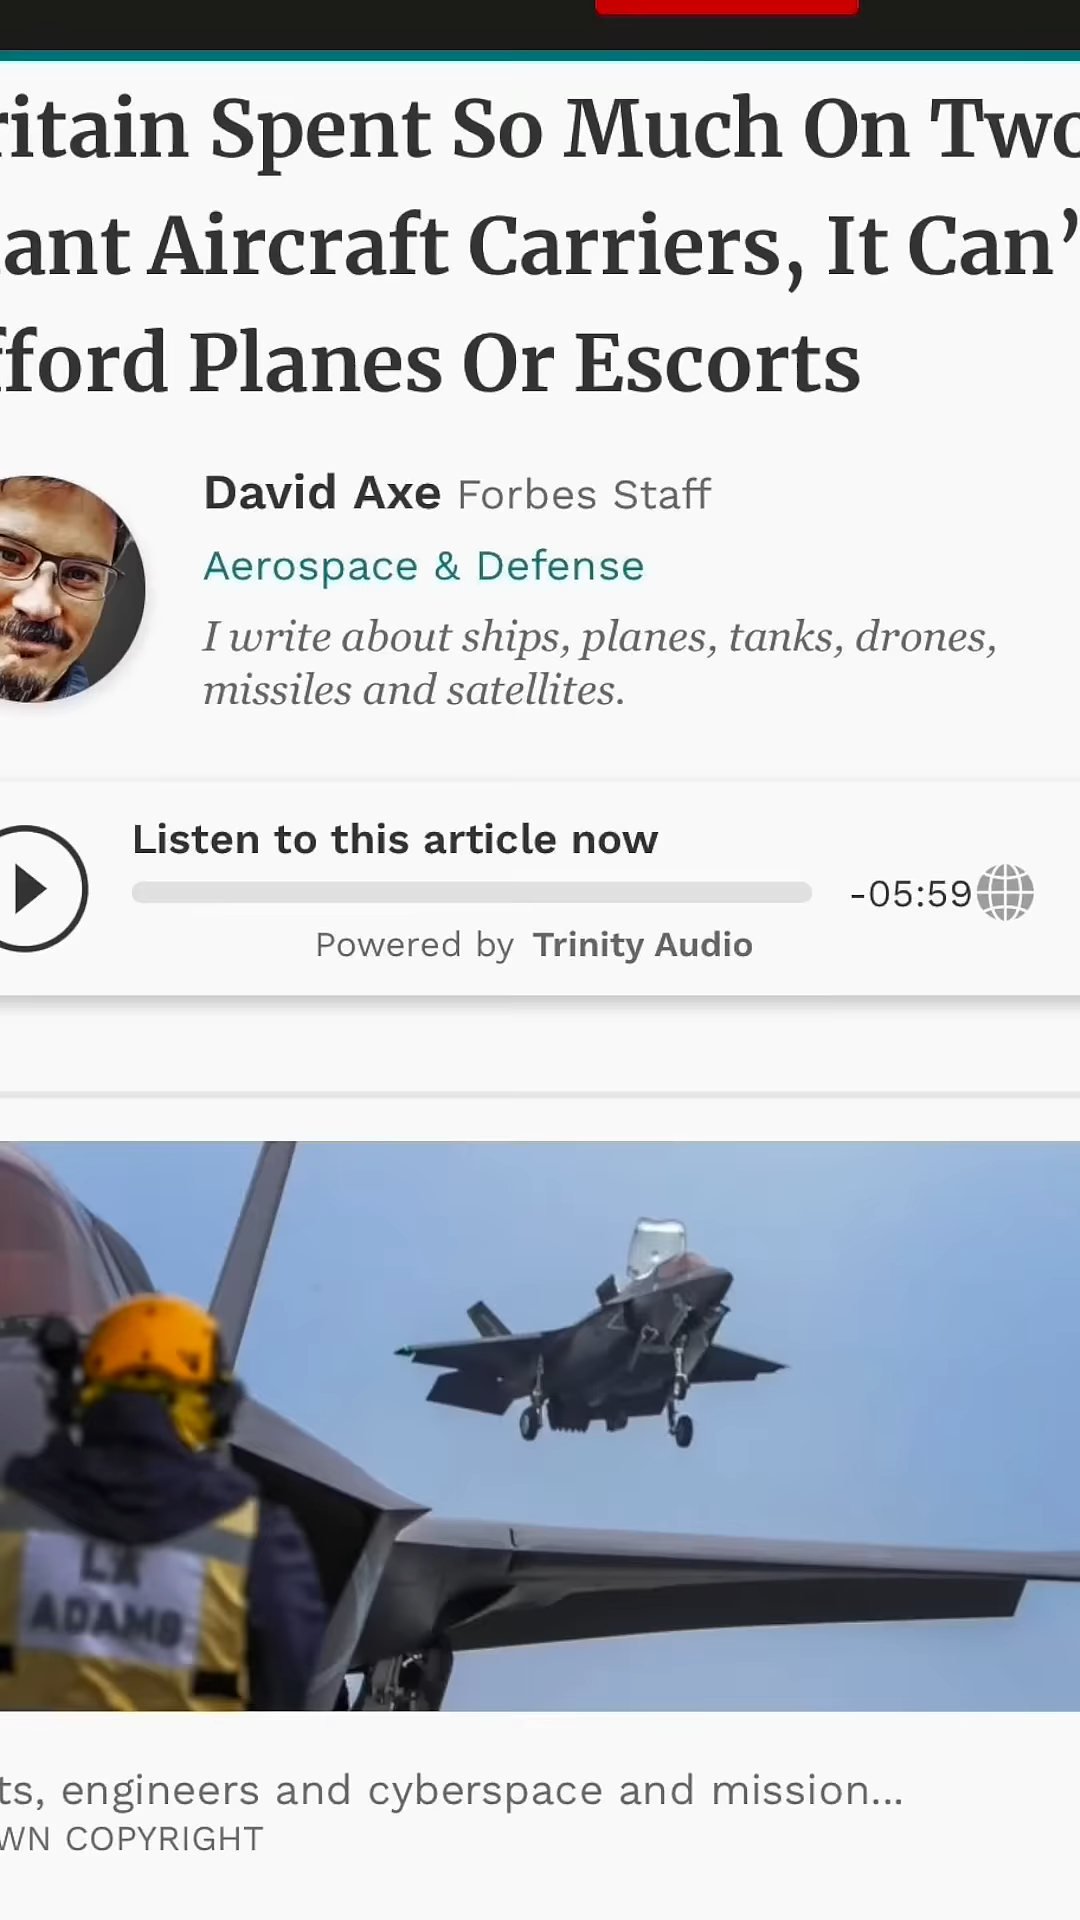 ritain Spent So Much On Two
ant Aircraft Carriers, It Can’
fford Planes Or Escorts
David Axe Forbes Staff
Aerospace & Defense
I write about ships, planes, tanks, drones,
missiles and satellites.
Listen to this article now
-05:59
Powered by Trinity Audio
ADAMS
ts, engineers and cyberspace and mission...
WN COPYRIGHT